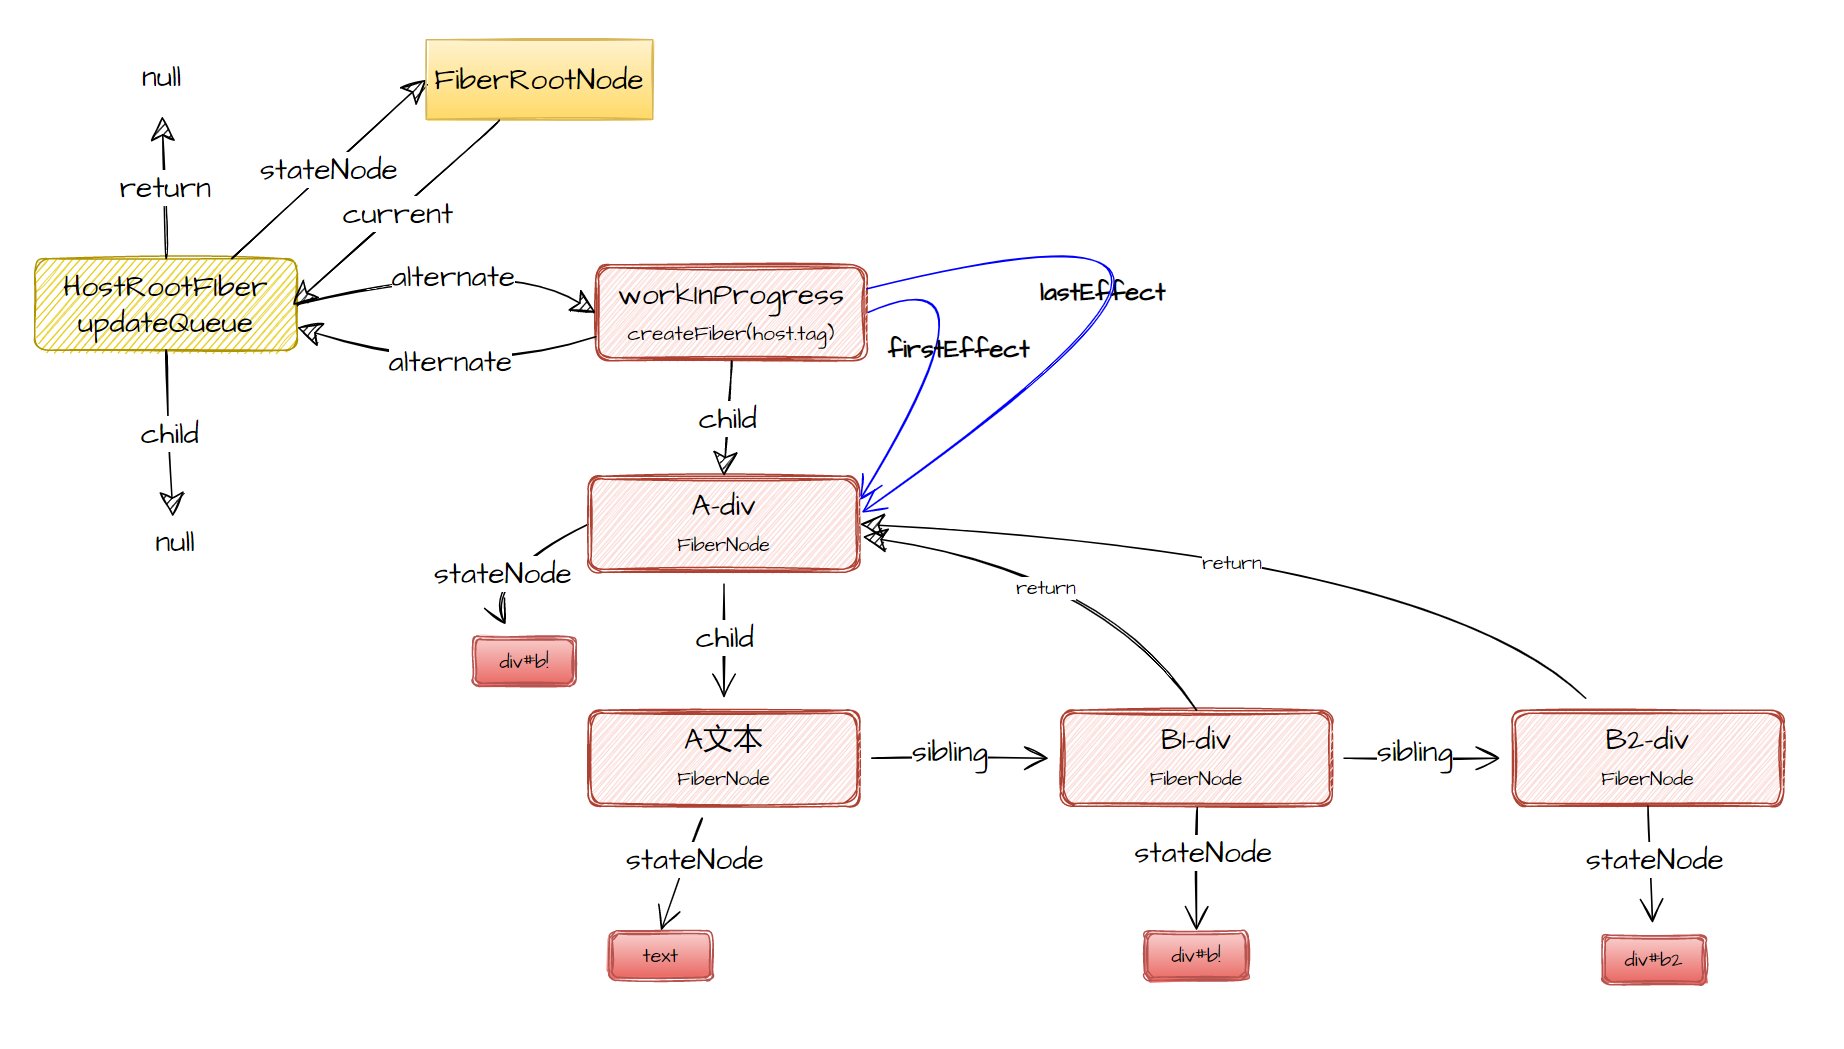 null
FiberRootNode
stateNode
return
current
HostRootFIber
updateQueue
alternate
workInProgress
createFiber(host.tag)
lastEffect
firstEffect
alternate
child
child
null
A-div
FiberNode
stateNode
return
return
child
div#b!
A文本
FiberNode
sibling
B1-div
FiberNode
sibling
B2-div
FiberNode
stateNode
stateNode
stateNode
text
div#b!
div#b2